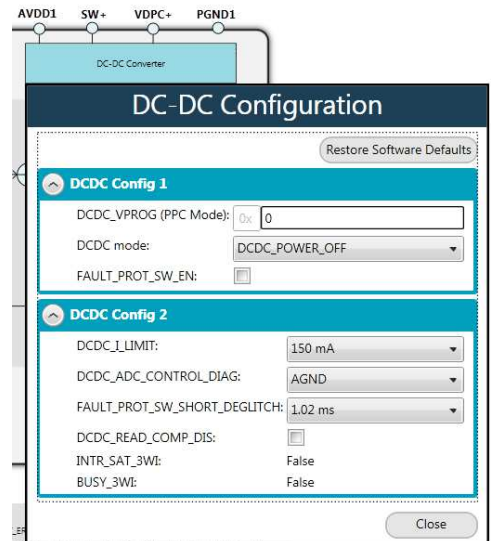 AVDD1 SW+ VDPC+ PGND1
DC-DC Converter
DC-DC Configuration
Restore Software Defaults
DCDC Config 1
DCDC_VPROG (PPC Mode): 0x 0
DCDC mode: DCDC_POWER_OFF
FAULT_PROT_SW_EN:
DCDC Config 2
DCDC_I_LIMIT: 150 mA
DCDC_ADC_CONTROL_DIAG: AGND
FAULT_PROT_SW_SHORT_DEGLITCH: 1.02 ms
DCDC_READ_COMP_DIS:
INTR_SAT_3WI: False
BUSY_3WI: False
Close